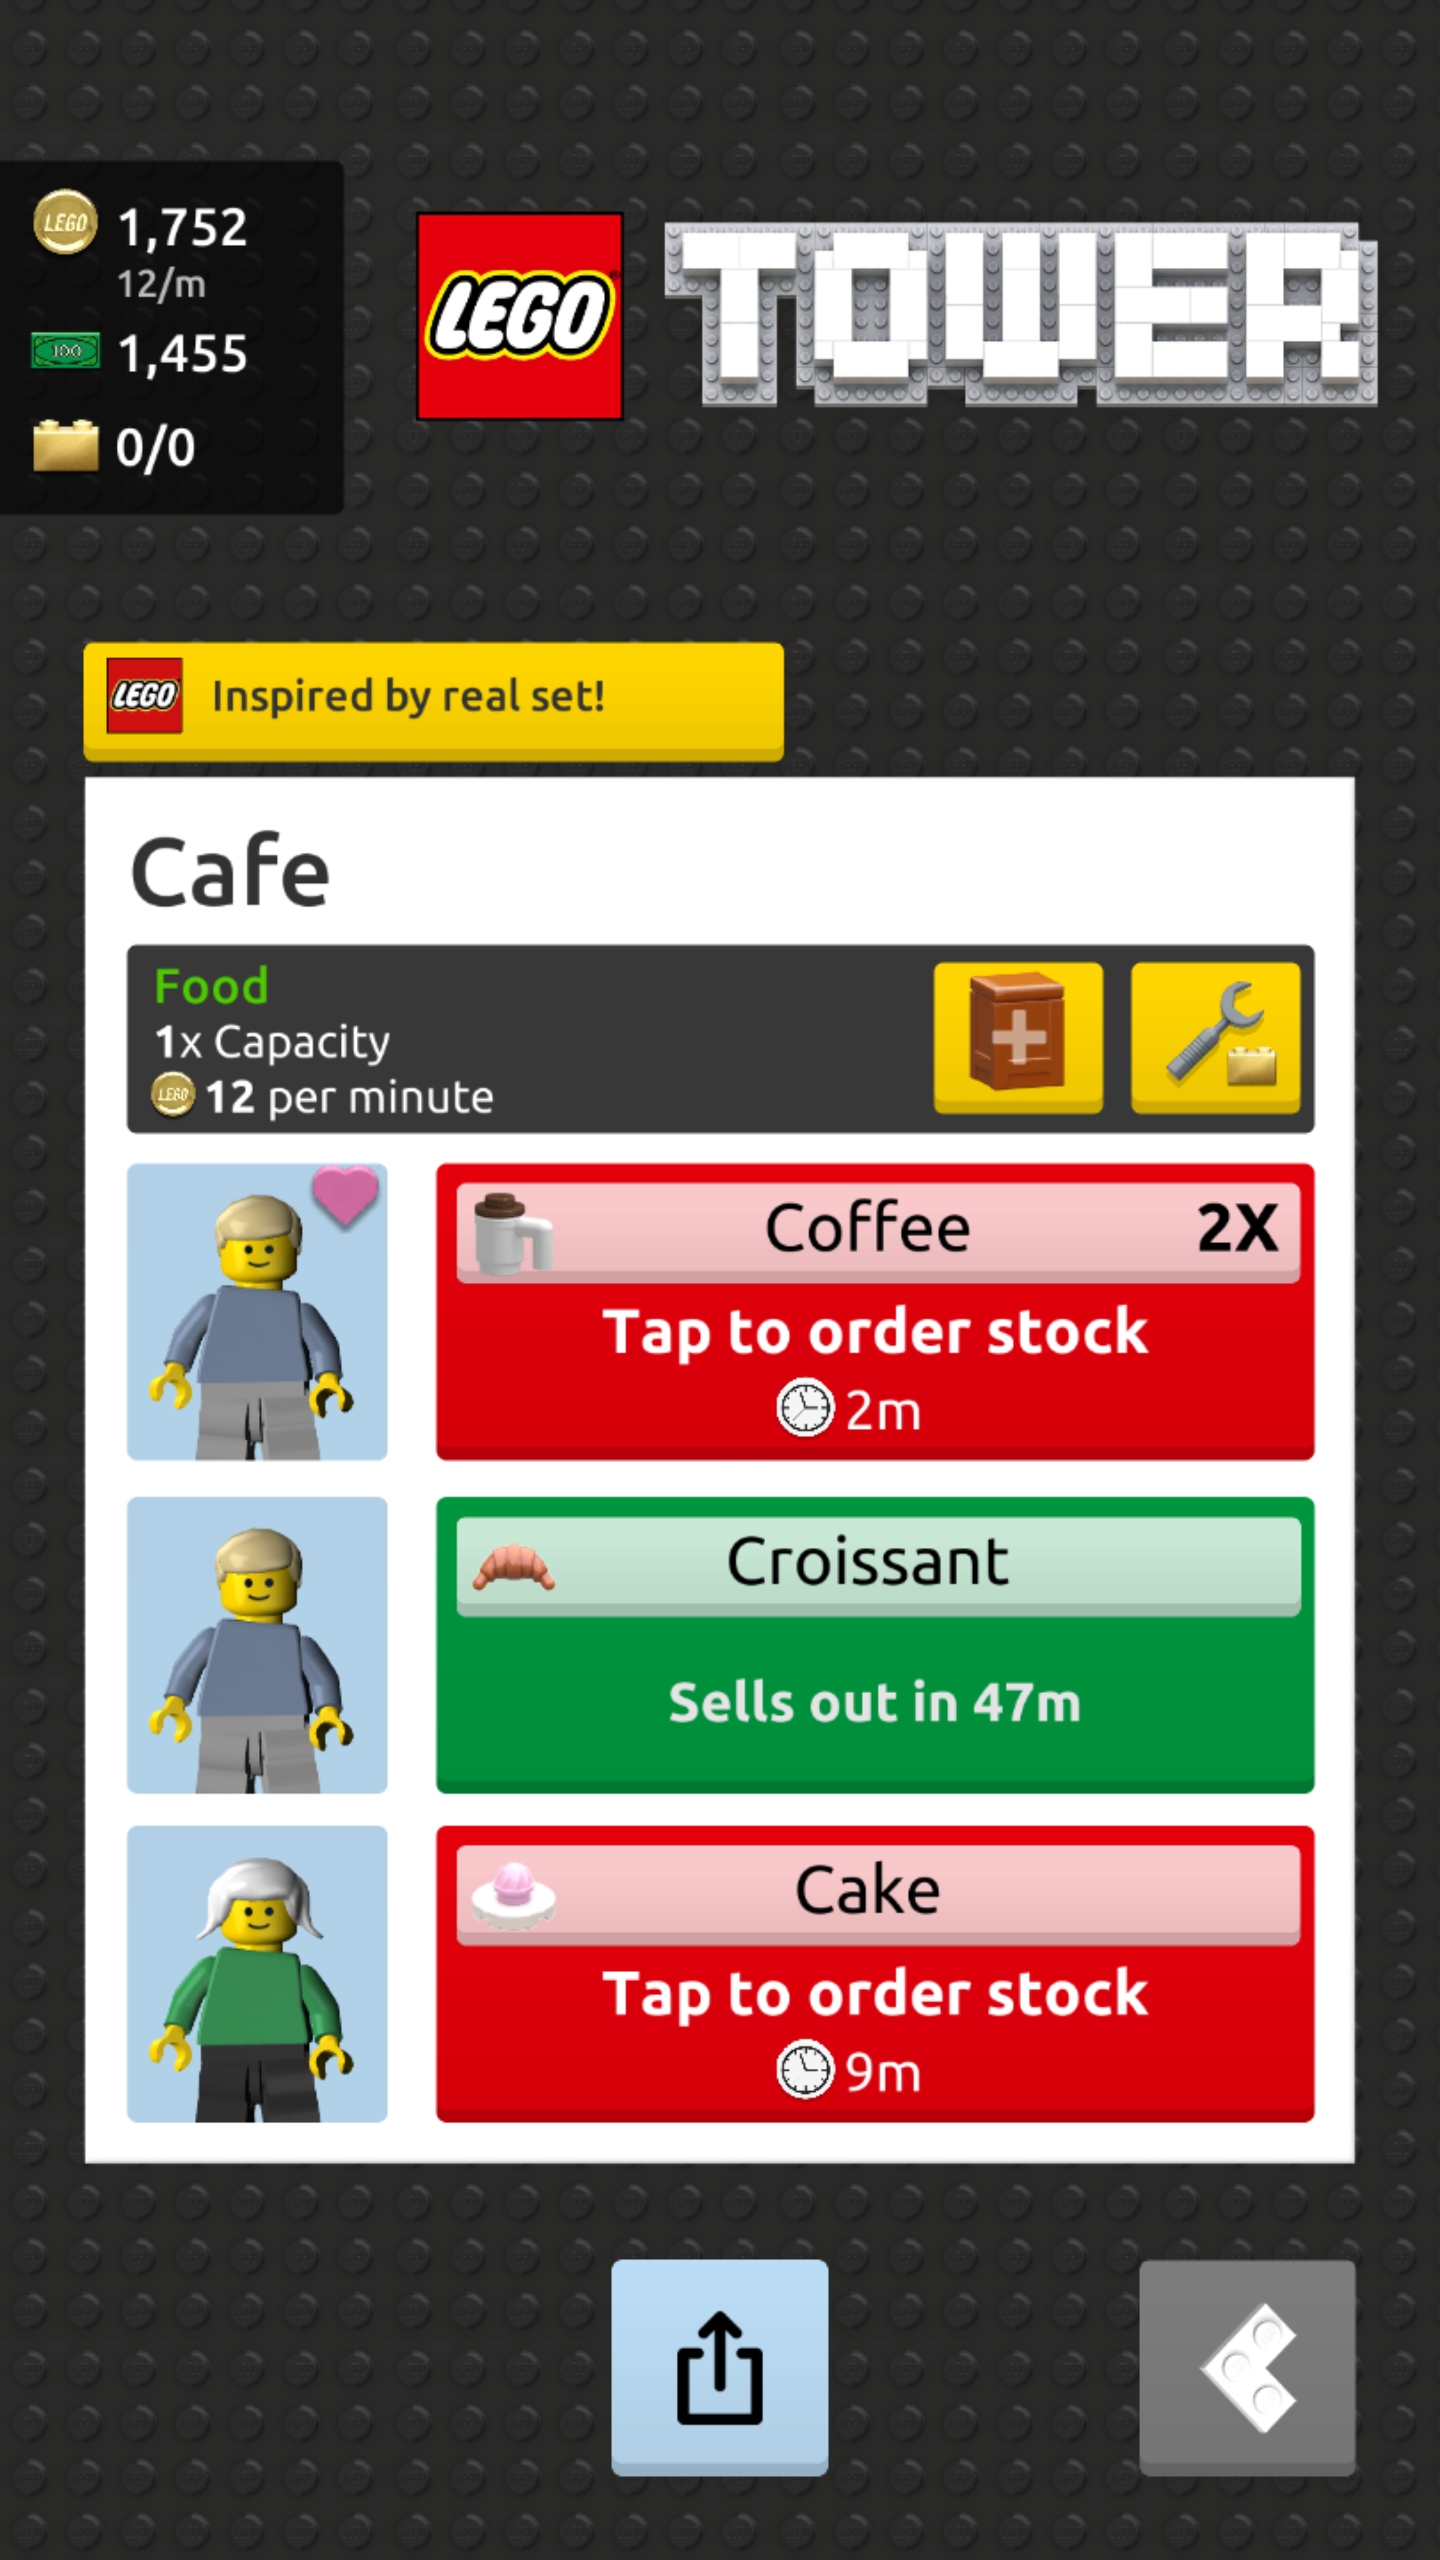 LEGO
1,752
12/m
100
1,455
0/0
LEGO
TOWER
LEGO
Inspired by real set!
Cafe
Food
1x Capacity
LEGO
12 per minute
Coffee
2X
Tap to order stock
2m
Croissant
Sells out in 47m
Cake
Tap to order stock
9m